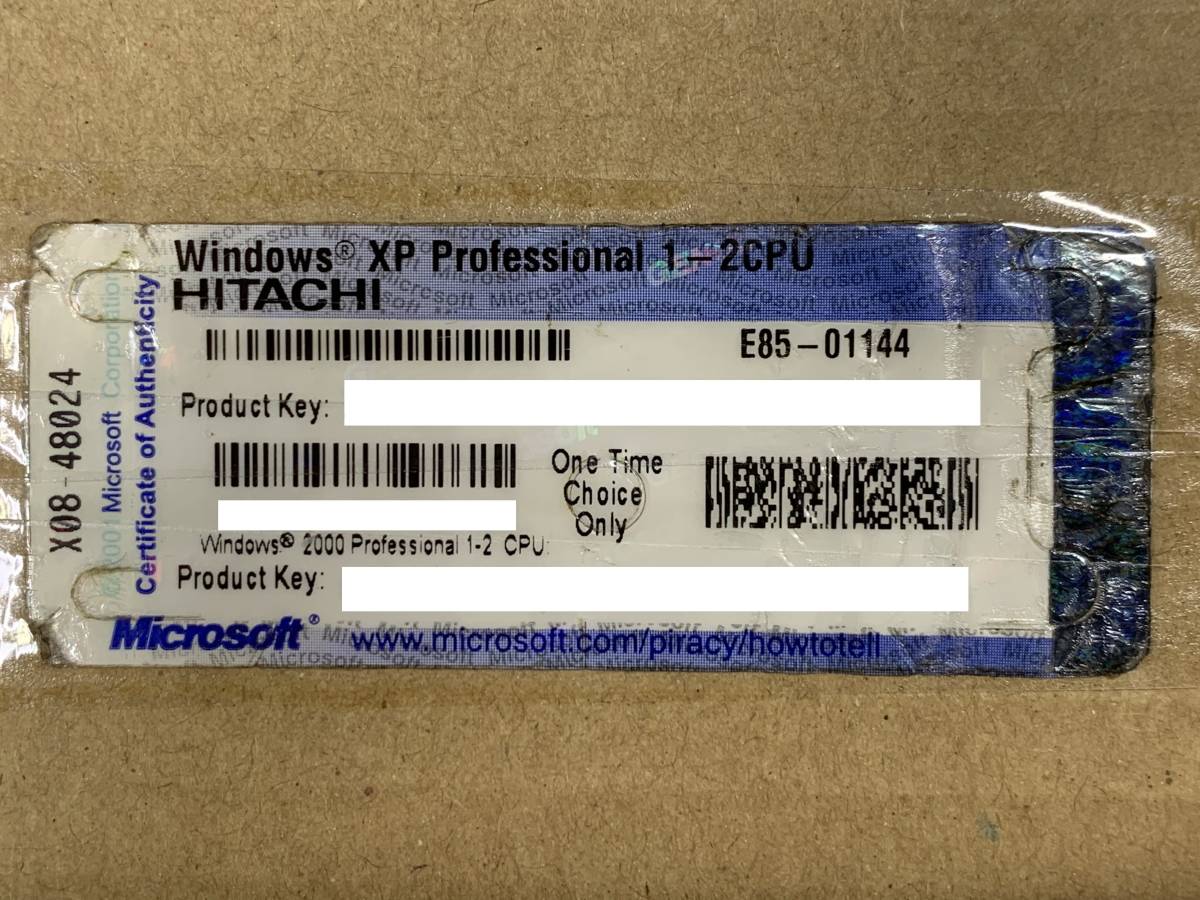 Windows® XP Professional 1-2CPU
HITACHI
E85-01144
Product Key:
One Time
Choice
Only
Windows® 2000 Professional 1-2 CPU
Product Key:
Microsoft® www.microsoft.com/piracy/howtotell
X08-48024
Microsoft Corporation
Certificate of Authenticity